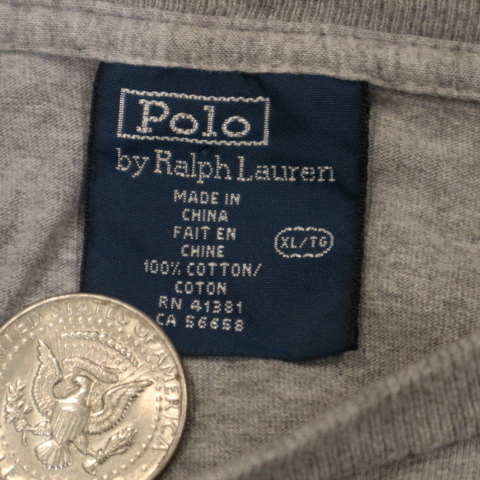 Polo
by Ralph Lauren
MADE IN
CHINA
FAIT EN
CHINE
XL/TG
100% COTTON/
COTON
RN 41381
CA 56658
UNITED STATES OF AMERICA